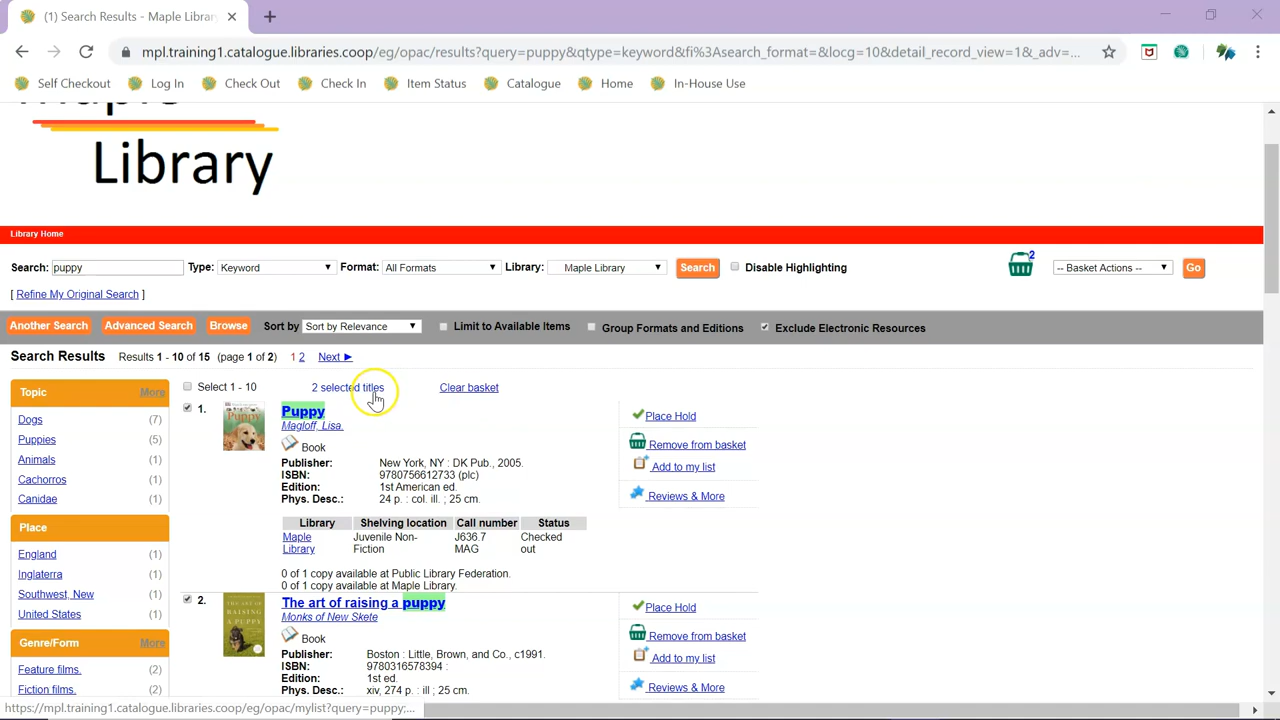 (1) Search Results - Maple Librar
mpl.training1.catalogue.libraries.coop/eg/opac/results?query=puppy&qtype=keyword&fi%3Asearch_format=&locg=10&detail_record_view=1&_adv=...
Self Checkout Log In Check Out Check In Item Status Catalogue Home In-House Use
Library
Library Home
Search: puppy Type: Keyword Format: All Formats Library: Maple Library Search Disable Highlighting 2 -- Basket Actions -- Go
[ Refine My Original Search ]
Another Search Advanced Search Browse Sort by Sort by Relevance Limit to Available Items Group Formats and Editions Exclude Electronic Resources
Search Results Results 1 - 10 of 15 (page 1 of 2) 1 2 Next ►
Select 1 - 10 2 selected titles Clear basket
Topic More
Dogs (7)
Puppies (5)
Animals (1)
Cachorros (1)
Canidae (1)
Place
England (1)
Inglaterra (1)
Southwest, New (1)
United States (1)
Genre/Form More
Feature films. (2)
Fiction films. (2)
1. Puppy
Puppy
Magloff, Lisa.
Book
Publisher: New York, NY : DK Pub., 2005.
ISBN: 9780756612733 (plc)
Edition: 1st American ed.
Phys. Desc.: 24 p. : col. ill. ; 25 cm.
Place Hold
Remove from basket
Add to my list
Reviews & More
Library Shelving location Call number Status
Maple Library Juvenile Non-Fiction J636.7 MAG Checked out
0 of 1 copy available at Public Library Federation.
0 of 1 copy available at Maple Library.
2. The art of raising a puppy
THE ART OF RAISING A PUPPY
Monks of New Skete
Book
Publisher: Boston : Little, Brown, and Co., c1991.
ISBN: 9780316578394 :
Edition: 1st ed.
Phys. Desc.: xiv, 274 p. : ill ; 25 cm.
Place Hold
Remove from basket
Add to my list
Reviews & More
https://mpl.training1.catalogue.libraries.coop/eg/opac/mylist?query=puppy;...